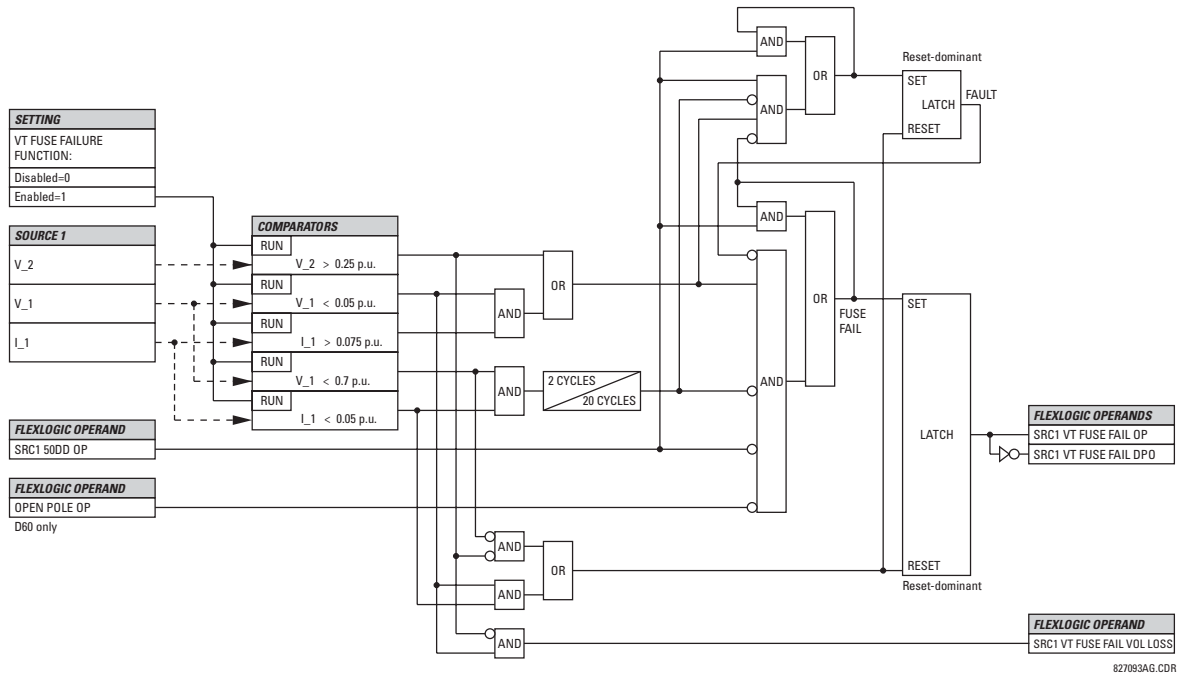 AND
OR
Reset-dominant
SET
LATCH
FAULT
RESET
AND
SETTING
VT FUSE FAILURE
FUNCTION:
Disabled=0
Enabled=1
SOURCE 1
V_2
V_1
I_1
COMPARATORS
RUN
V_2 > 0.25 p.u.
RUN
V_1 < 0.05 p.u.
RUN
I_1 > 0.075 p.u.
RUN
V_1 < 0.7 p.u.
RUN
I_1 < 0.05 p.u.
AND
OR
AND
2 CYCLES
20 CYCLES
AND
OR
FUSE
FAIL
AND
SET
LATCH
RESET
Reset-dominant
FLEXLOGIC OPERAND
SRC1 50DD OP
FLEXLOGIC OPERAND
OPEN POLE OP
D60 only
AND
OR
AND
AND
FLEXLOGIC OPERANDS
SRC1 VT FUSE FAIL OP
SRC1 VT FUSE FAIL DPO
FLEXLOGIC OPERAND
SRC1 VT FUSE FAIL VOL LOSS
827093AG.CDR